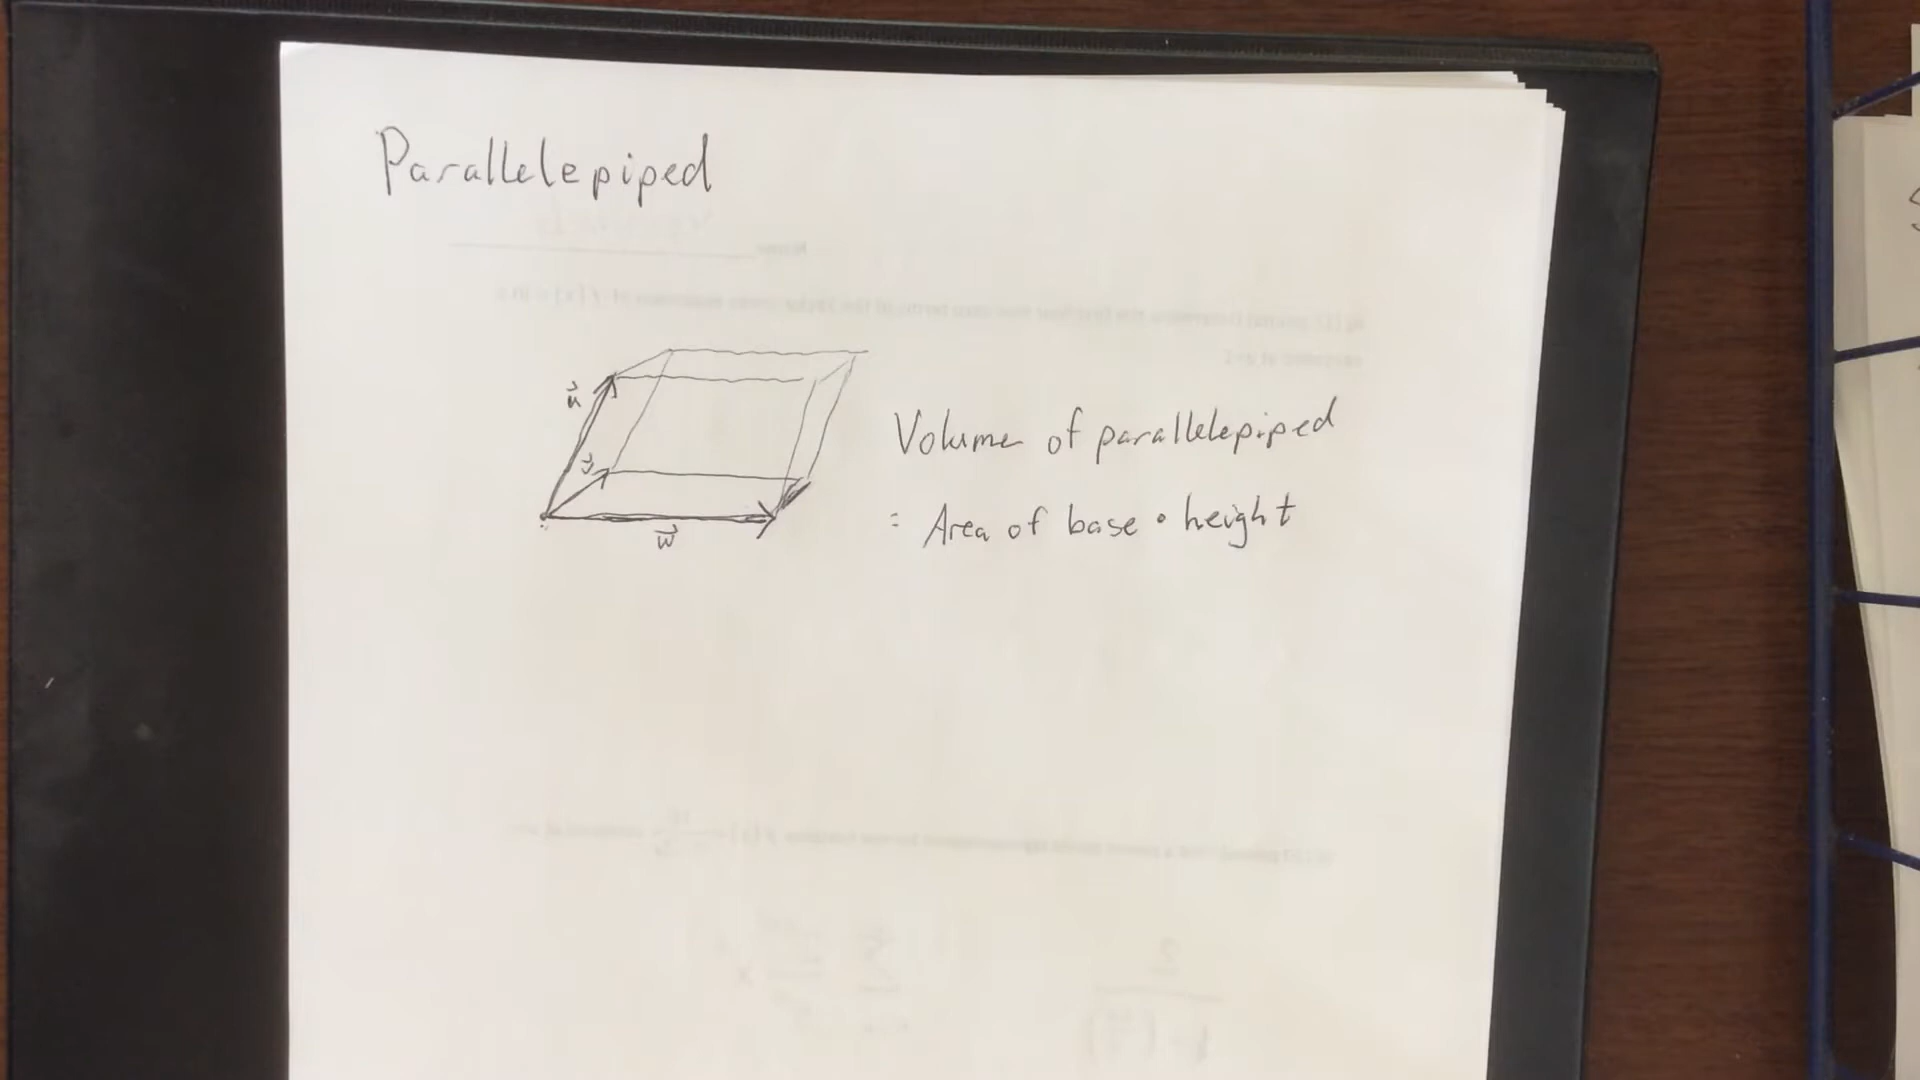 Parallelepiped
u⃗
v⃗
w⃗
Volume of parallelepiped
= Area of base • height